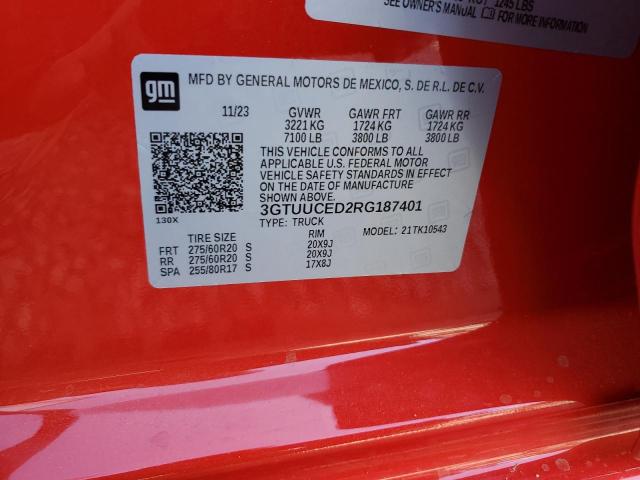 1245 LBS
SEE OWNER'S MANUAL FOR MORE INFORMATION
gm
MFD BY GENERAL MOTORS DE MEXICO, S. DE R.L. DE C.V.
11/23 GVWR GAWR FRT GAWR RR
3221 KG 1724 KG 1724 KG
7100 LB 3800 LB 3800 LB
THIS VEHICLE CONFORMS TO ALL
APPLICABLE U.S. FEDERAL MOTOR
VEHICLE SAFETY STANDARDS IN EFFECT
ON THE DATE OF MANUFACTURE SHOWN ABOVE.
3GTUUCED2RG187401
130X
TYPE: TRUCK MODEL: 21TK10543
TIRE SIZE RIM
FRT 275/60R20 S 20X9J
RR 275/60R20 S 20X9J
SPA 255/80R17 S 17X8J